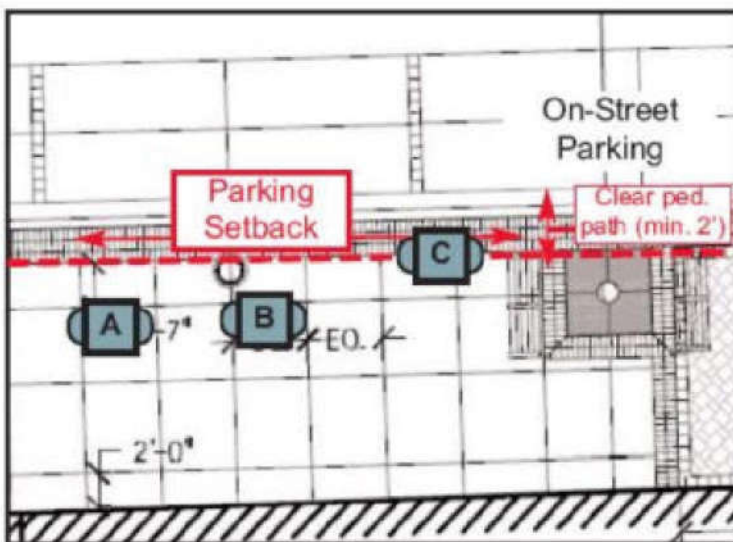 On-Street
Parking
Parking
Setback
Clear ped.
path (min. 2')
C
A
7"
B
EQ.
2'-0"